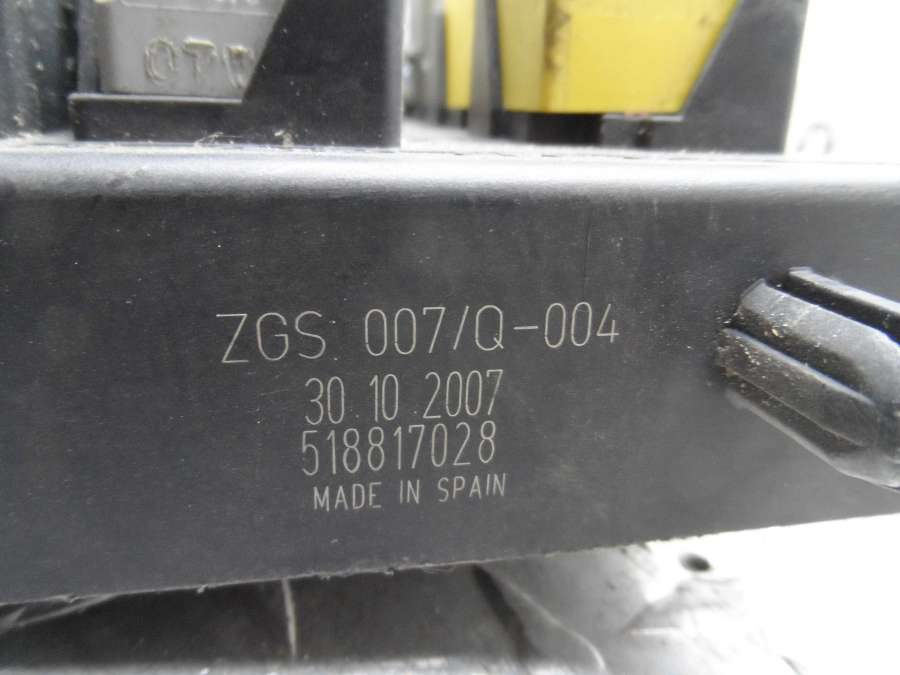 ZGS 007/Q-004
30.10.2007
518817028
MADE IN SPAIN